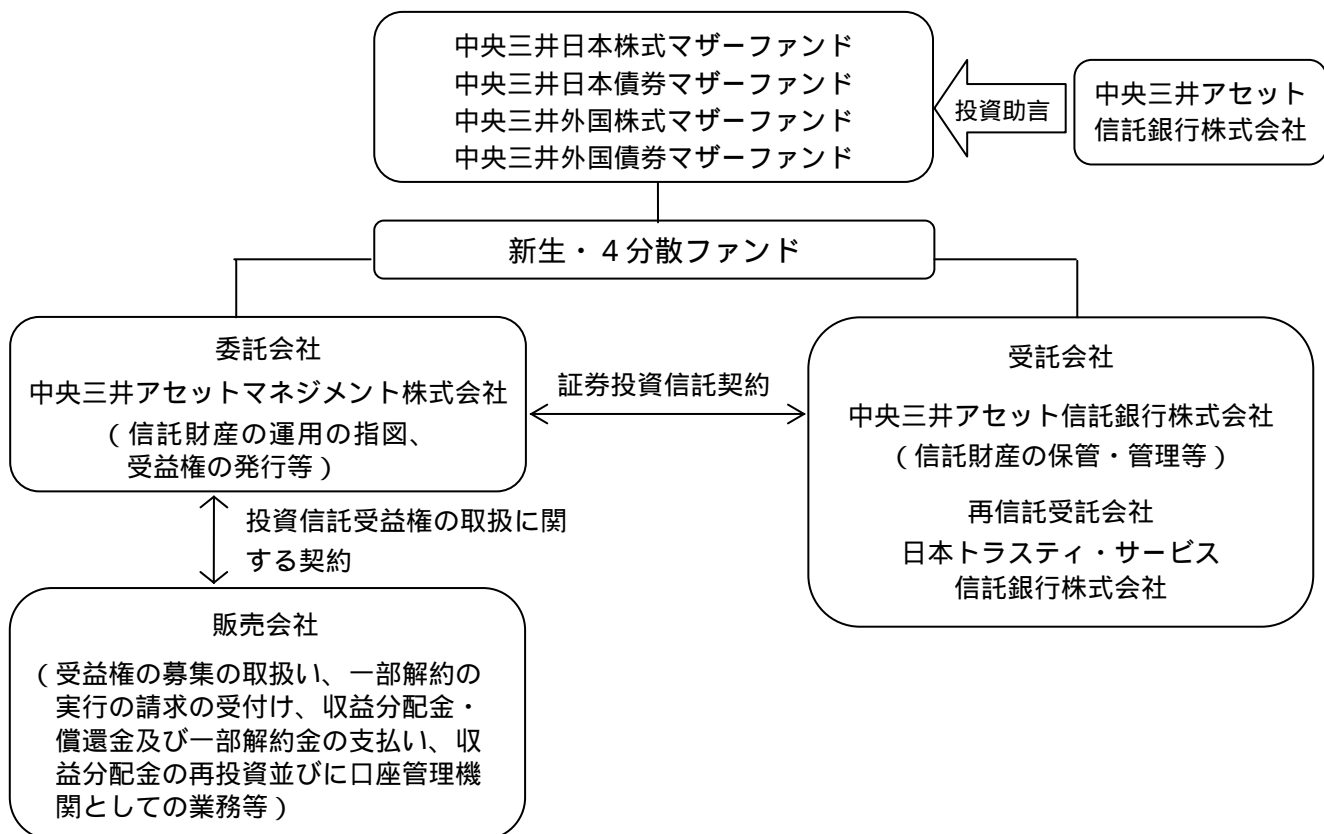 中央三井日本株式マザーファンド
中央三井日本債券マザーファンド
中央三井外国株式マザーファンド
中央三井外国債券マザーファンド
投資助言
中央三井アセット
信託銀行株式会社
新生・４分散ファンド
委託会社
中央三井アセットマネジメント株式会社
（信託財産の運用の指図、
受益権の発行等）
証券投資信託契約
受託会社
中央三井アセット信託銀行株式会社
（信託財産の保管・管理等）
再信託受託会社
日本トラスティ・サービス
信託銀行株式会社
投資信託受益権の取扱に関
する契約
販売会社
（受益権の募集の取扱い、一部解約の
実行の請求の受付け、収益分配金・
償還金及び一部解約金の支払い、収
益分配金の再投資並びに口座管理機
関としての業務等）